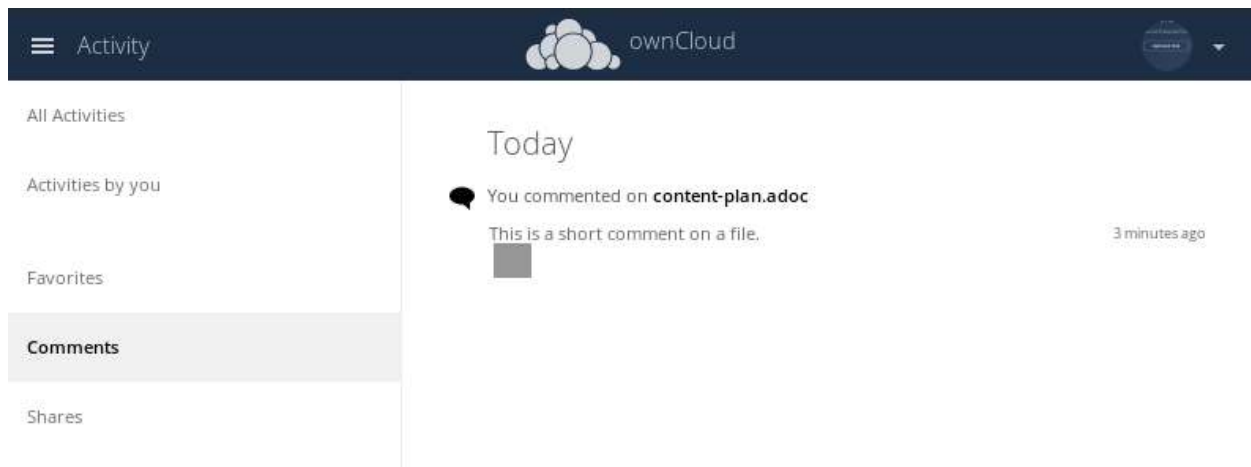 Activity
ownCloud
All Activities
Activities by you
Favorites
Comments
Shares
Today
You commented on content-plan.adoc
This is a short comment on a file.
3 minutes ago